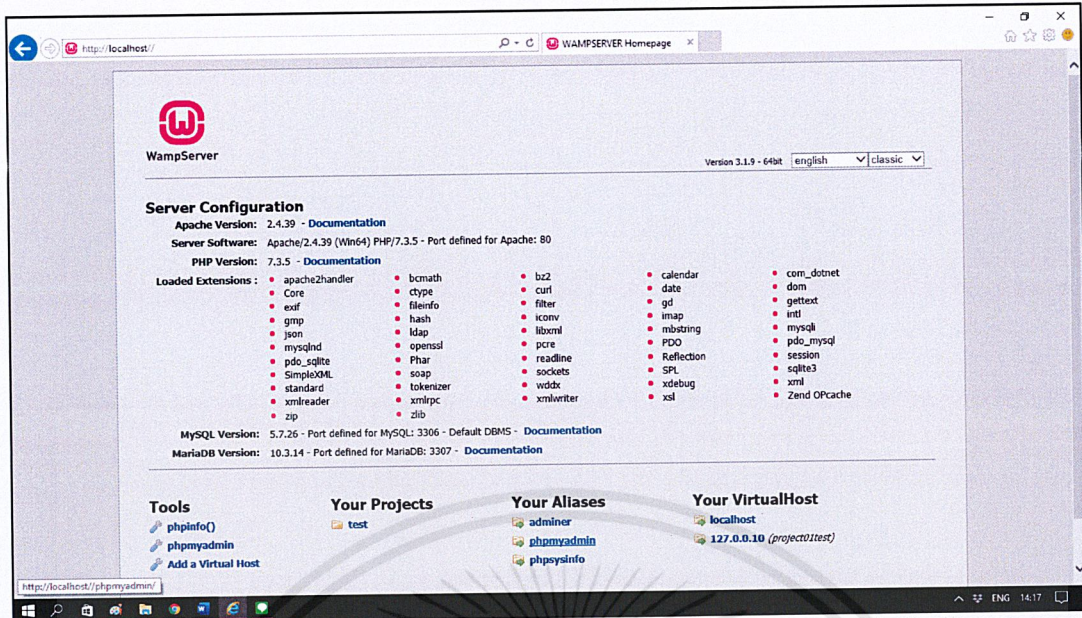 http://localhost//
WAMPSERVER Homepage
WampServer
Version 3.1.9 - 64bit english classic
Server Configuration
Apache Version: 2.4.39 - Documentation
Server Software: Apache/2.4.39 (Win64) PHP/7.3.5 - Port defined for Apache: 80
PHP Version: 7.3.5 - Documentation
Loaded Extensions : apache2handler bcmath bz2 calendar com_dotnet
Core ctype curl date dom
exif fileinfo filter gd gettext
gmp hash iconv imap intl
json ldap libxml mbstring mysqli
mysqlnd openssl pcre PDO pdo_mysql
pdo_sqlite Phar readline Reflection session
SimpleXML soap sockets SPL sqlite3
standard tokenizer wddx xdebug xml
xmlreader xmlrpc xmlwriter xsl Zend OPcache
zip zlib
MySQL Version: 5.7.26 - Port defined for MySQL: 3306 - Default DBMS - Documentation
MariaDB Version: 10.3.14 - Port defined for MariaDB: 3307 - Documentation
Tools Your Projects Your Aliases Your VirtualHost
phpinfo() test adminer localhost
phpmyadmin phpmyadmin 127.0.0.10 (project01test)
Add a Virtual Host phpsysinfo
http://localhost//phpmyadmin/
ENG 14:17